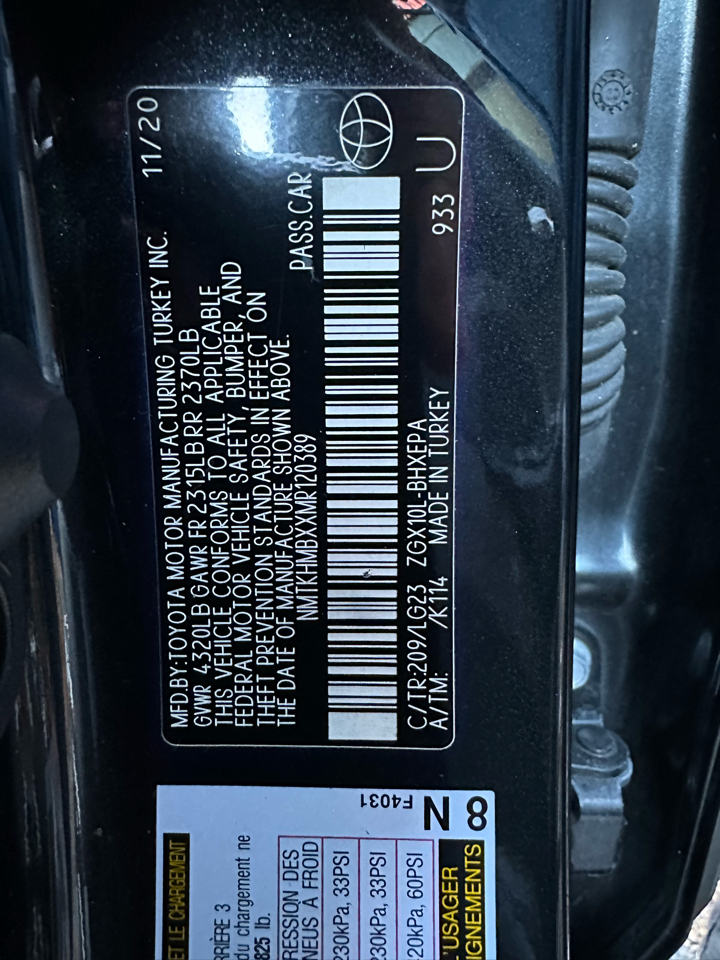 MFD.BY:TOYOTA MOTOR MANUFACTURING TURKEY INC. 11/20
GVWR 4320LB GAWR FR 2315LB RR 2370LB
THIS VEHICLE CONFORMS TO ALL APPLICABLE
FEDERAL MOTOR VEHICLE SAFETY, BUMPER, AND
THEFT PREVENTION STANDARDS IN EFFECT ON
THE DATE OF MANUFACTURE SHOWN ABOVE.
NMTKHMBXXMR120389 PASS.CAR
C/TR:209/LG23 ZGX10L-BHXEPA 933 U
A/TM: /K114 MADE IN TURKEY
ET LE CHARGEMENT
RRIÈRE 3
du chargement ne
825 lb.
RESSION DES
NEUS À FROID
230kPa, 33PSI
230kPa, 33PSI
420kPa, 60PSI
L'USAGER
IGNEMENTS
F4031
N
8